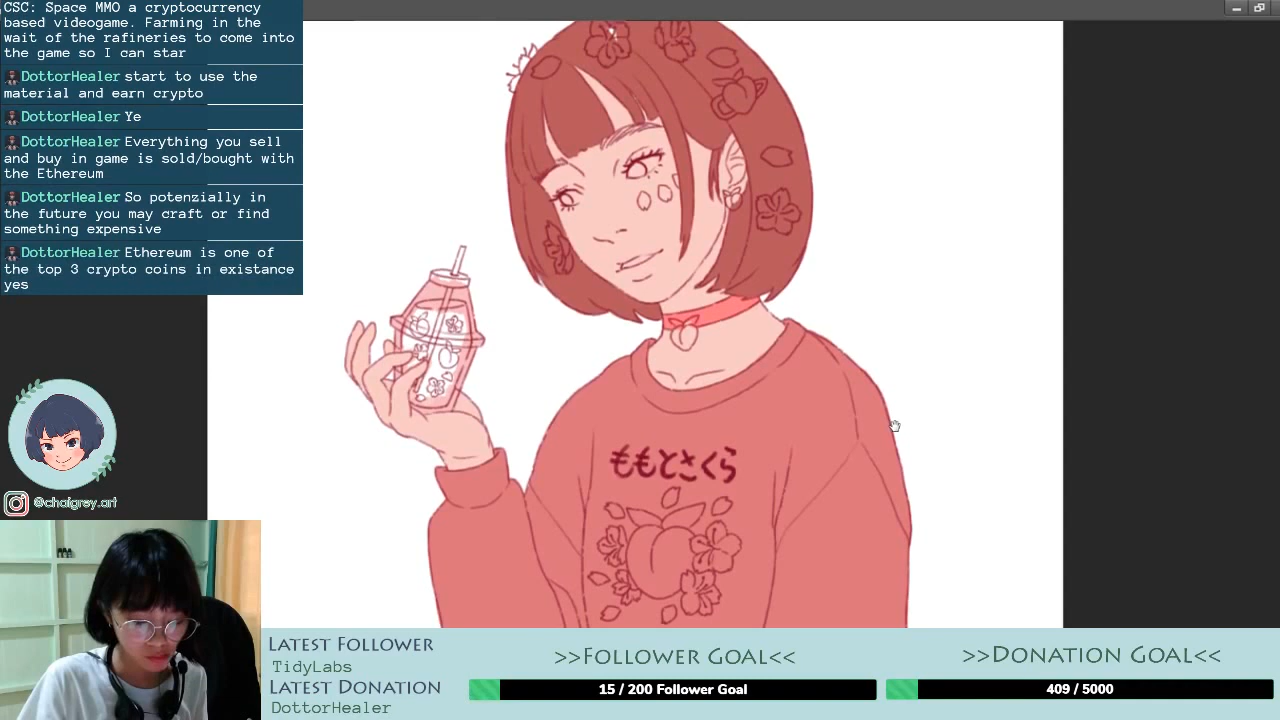 CSC: Space MMO a cryptocurrency
based videogame. Farming in the
wait of the rafineries to come into
the game so I can star
DottorHealer start to use the
material and earn crypto
DottorHealer Ye
DottorHealer Everything you sell
and buy in game is sold/bought with
the Ethereum
DottorHealer So potenzially in
the future you may craft or find
something expensive
DottorHealer Ethereum is one of
the top 3 crypto coins in existance
yes
ももとさくら
@chaigrey.art
LATEST FOLLOWER
TidyLabs
LATEST DONATION
DottorHealer
>>FOLLOWER GOAL<<
15 / 200 Follower Goal
>>DONATION GOAL<<
409 / 5000